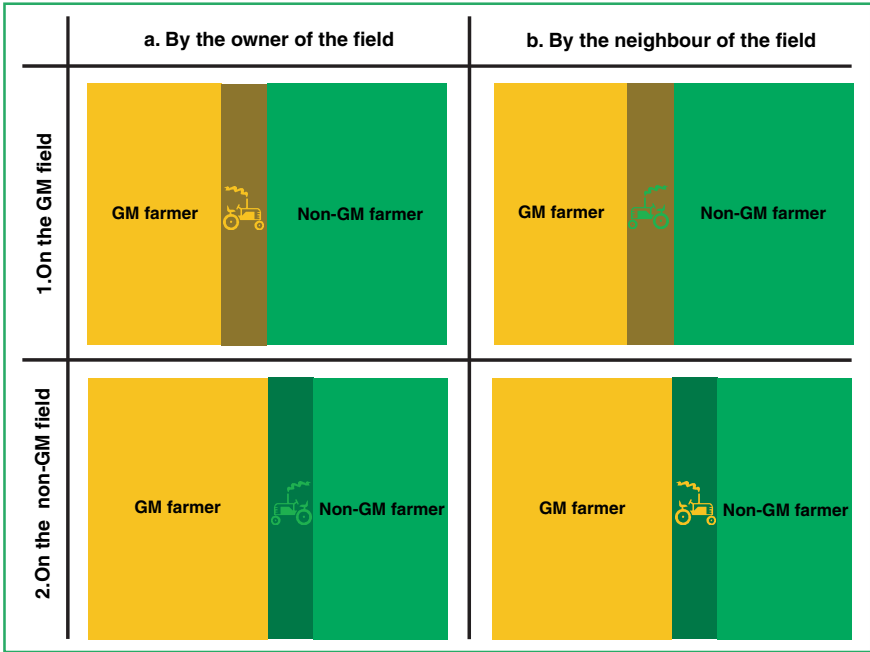 a. By the owner of the field
b. By the neighbour of the field
1.On the GM field
GM farmer
Non-GM farmer
GM farmer
Non-GM farmer
2.On the non-GM field
GM farmer
Non-GM farmer
GM farmer
Non-GM farmer